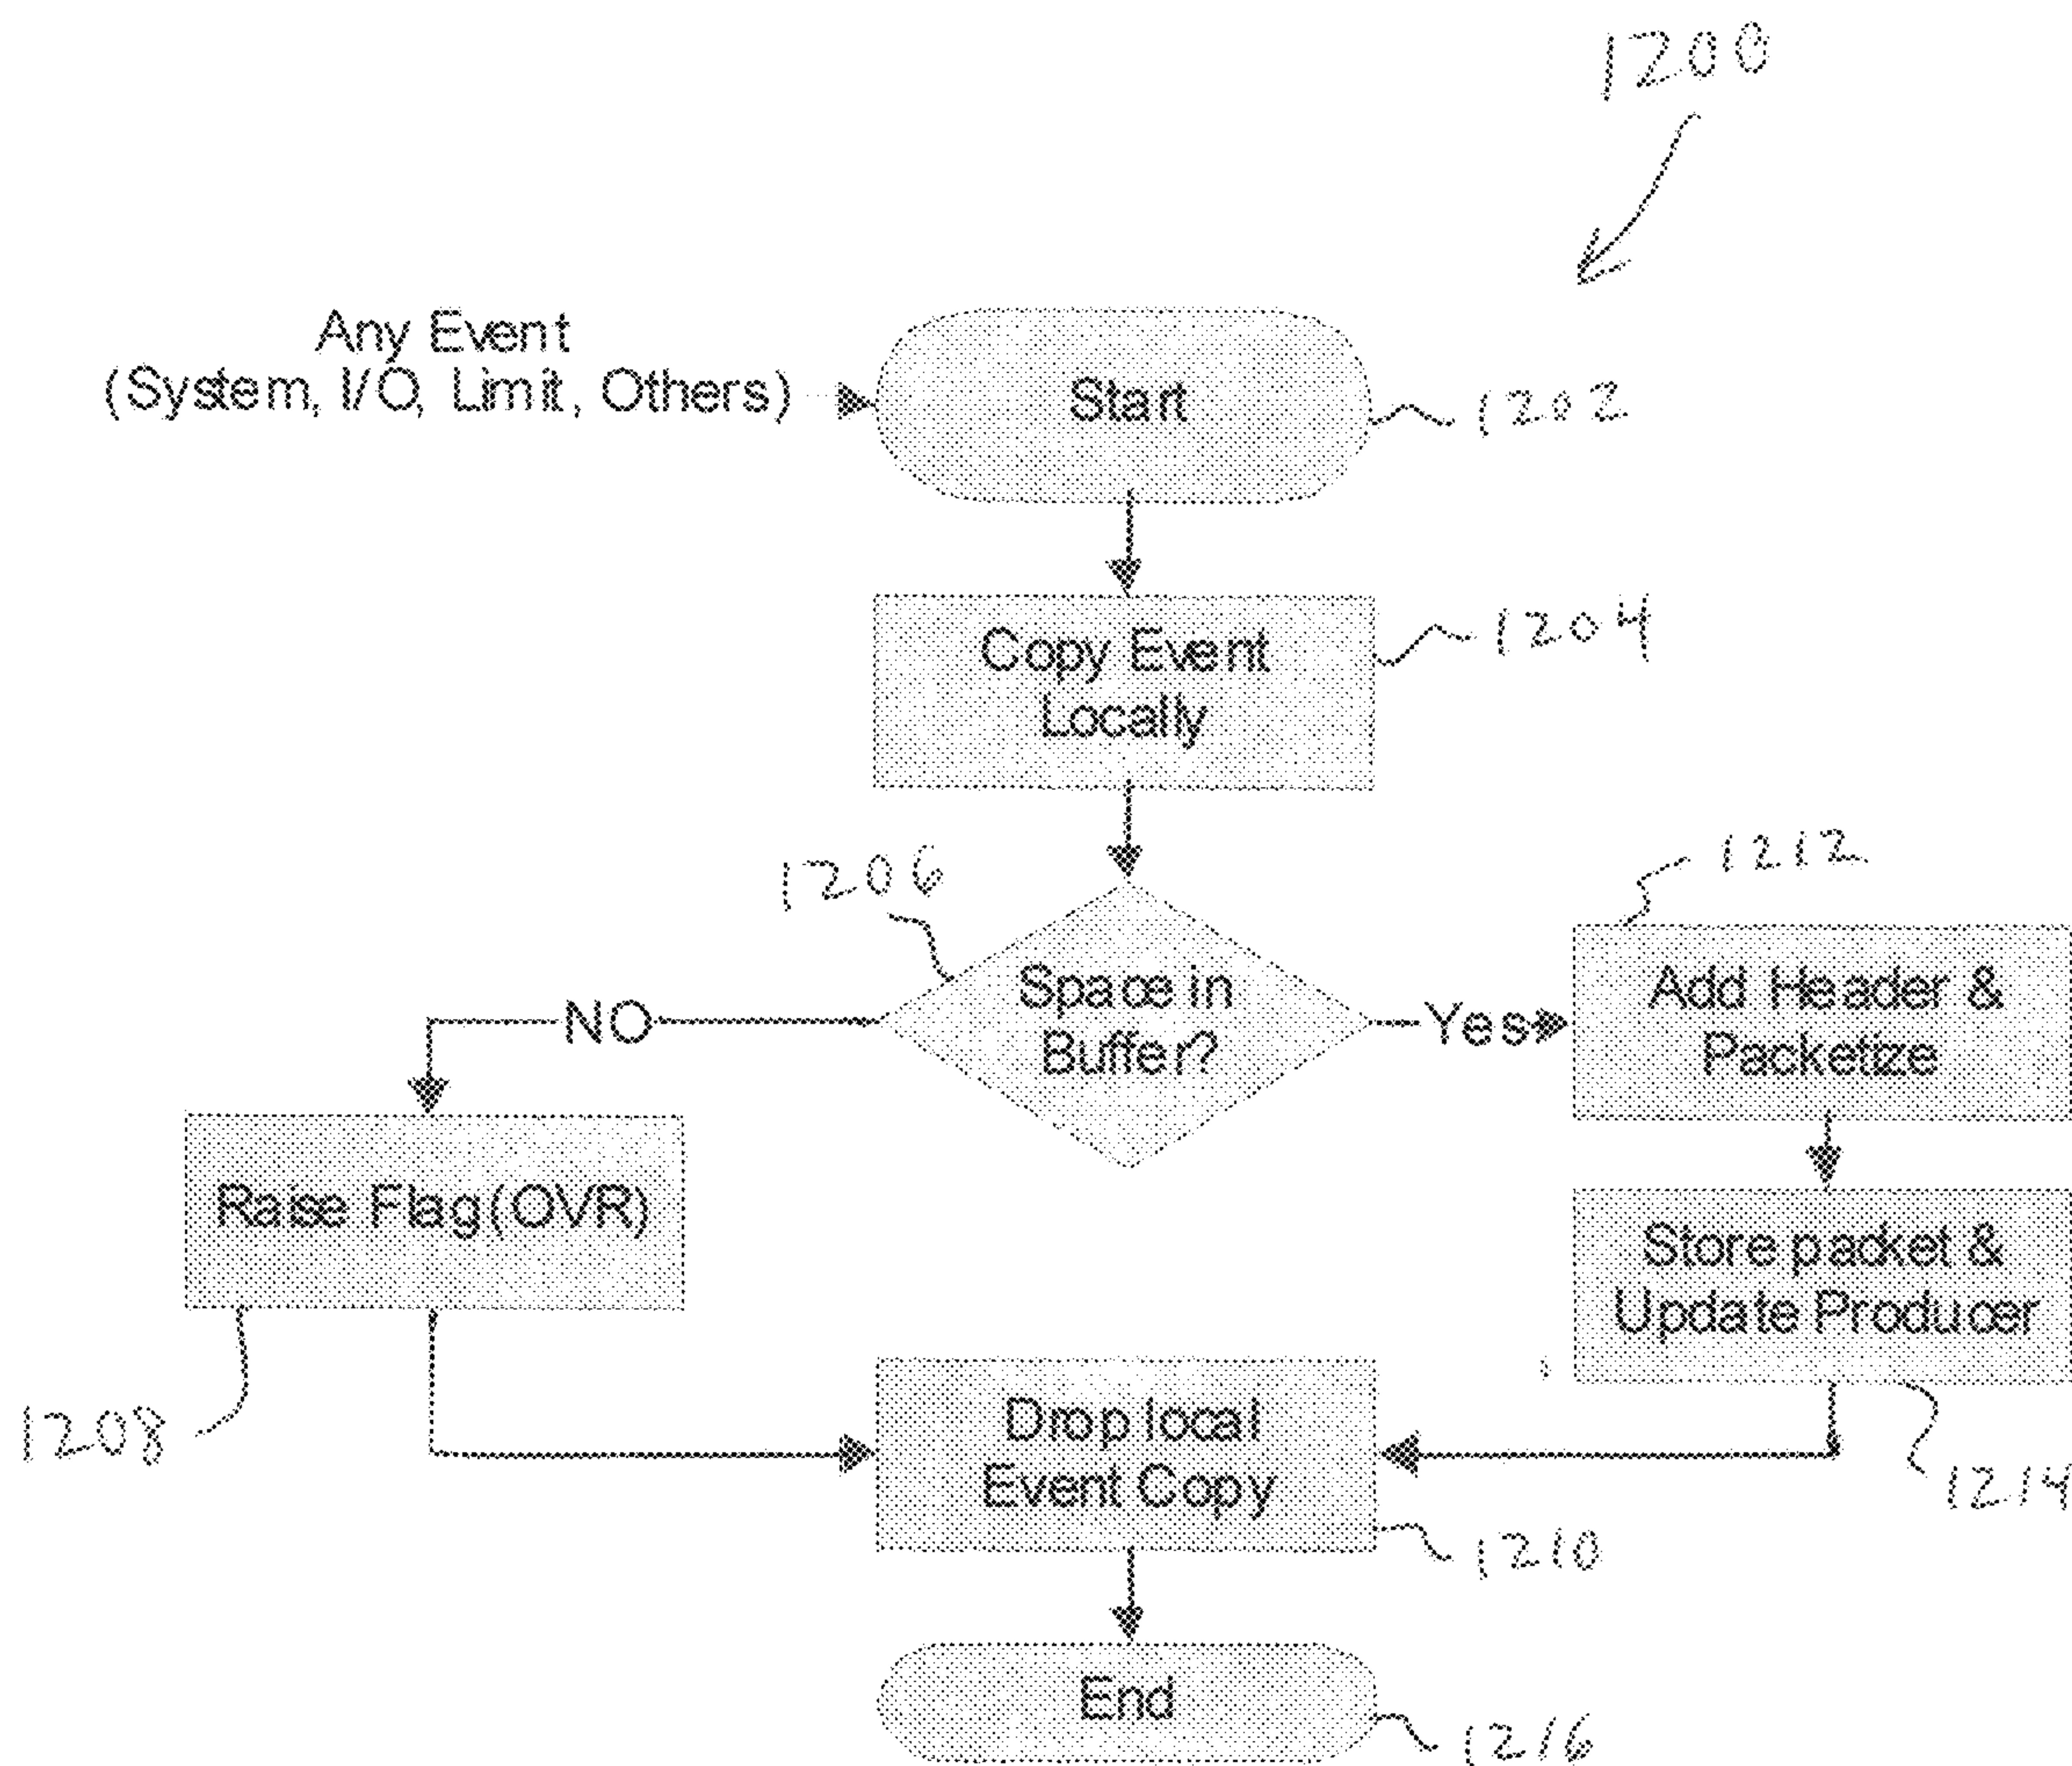 1200
Any Event
(System, I/O, Limit, Others)
Start
1202
Copy Event
Locally
1204
1206
Space in
Buffer?
NO
Yes
1212
Add Header &
Packetize
Raise Flag (OVR)
1208
Store packet &
Update Producer
1214
Drop local
Event Copy
1210
End
1216